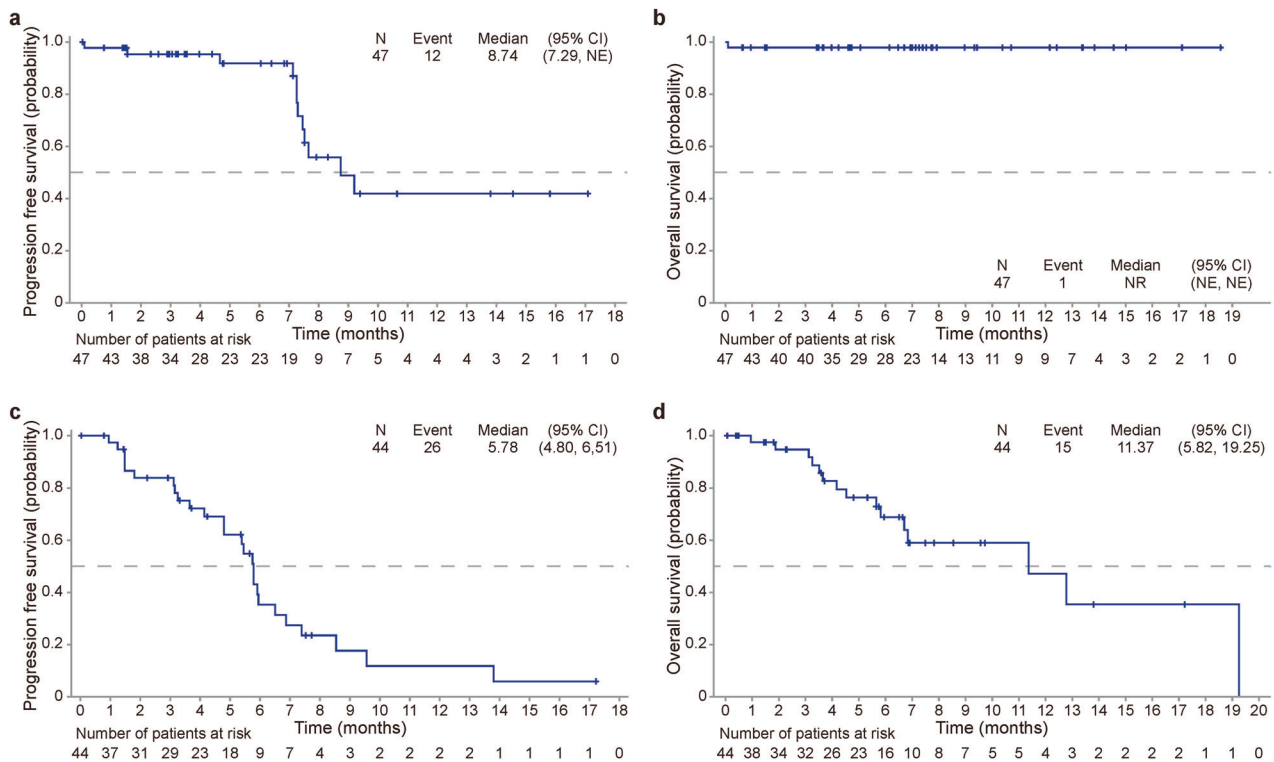 a
Progression free survival (probability)
1.0
0.8
0.6
0.4
0.2
0
N Event Median (95% CI)
47 12 8.74 (7.29, NE)
0 1 2 3 4 5 6 7 8 9 10 11 12 13 14 15 16 17 18
Time (months)
Number of patients at risk
47 43 38 34 28 23 23 19 9 7 5 4 4 4 3 2 1 1 0
b
Overall survival (probability)
1.0
0.8
0.6
0.4
0.2
0
N Event Median (95% CI)
47 1 NR (NE, NE)
0 1 2 3 4 5 6 7 8 9 10 11 12 13 14 15 16 17 18 19
Time (months)
Number of patients at risk
47 43 40 40 35 29 28 23 14 13 11 9 9 7 4 3 2 2 1 0
c
Progression free survival (probability)
1.0
0.8
0.6
0.4
0.2
0
N Event Median (95% CI)
44 26 5.78 (4.80, 6,51)
0 1 2 3 4 5 6 7 8 9 10 11 12 13 14 15 16 17 18
Time (months)
Number of patients at risk
44 37 31 29 23 18 9 7 4 3 2 2 2 2 1 1 1 1 0
d
Overall survival (probability)
1.0
0.8
0.6
0.4
0.2
0
N Event Median (95% CI)
44 15 11.37 (5.82, 19.25)
0 1 2 3 4 5 6 7 8 9 10 11 12 13 14 15 16 17 18 19 20
Time (months)
Number of patients at risk
44 38 34 32 26 23 16 10 8 7 5 5 4 3 2 2 2 2 1 1 0